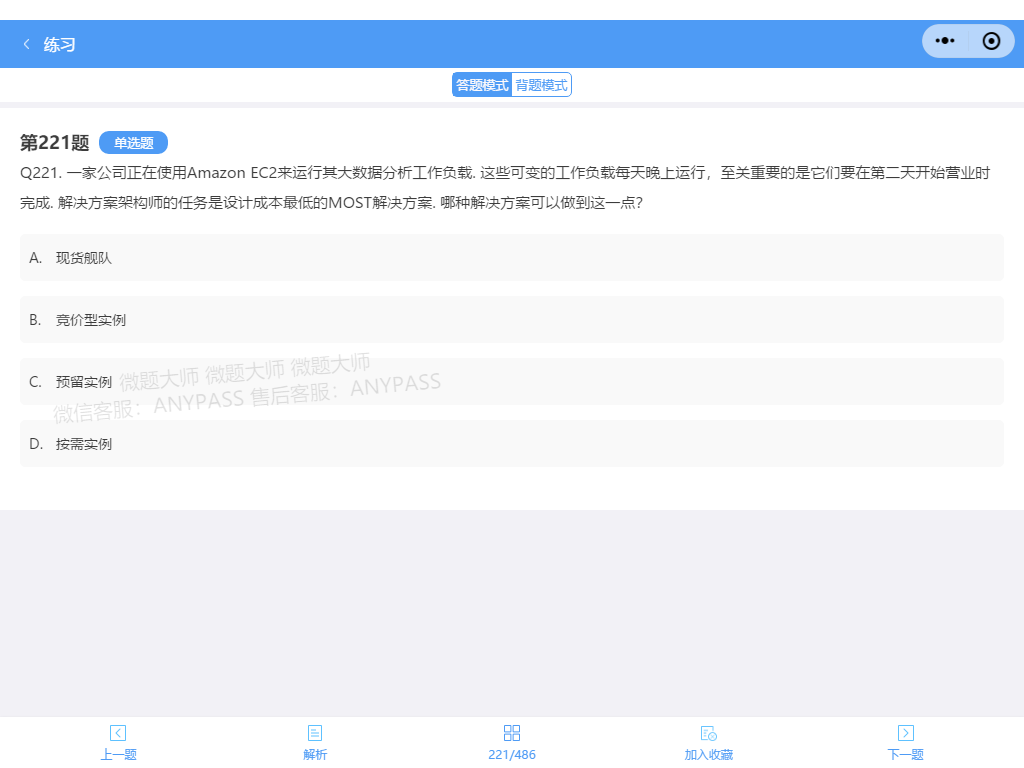 练习
答题模式 背题模式
第221题 单选题
Q221. 一家公司正在使用Amazon EC2来运行其大数据分析工作负载. 这些可变的工作负载每天晚上运行，至关重要的是它们要在第二天开始营业时
完成. 解决方案架构师的任务是设计成本最低的MOST解决方案. 哪种解决方案可以做到这一点?
A. 现货舰队
B. 竞价型实例
C. 预留实例
微题大师 微题大师 微题大师
微信客服：ANYPASS 售后客服：ANYPASS
D. 按需实例
上一题 解析 221/486 加入收藏 下一题